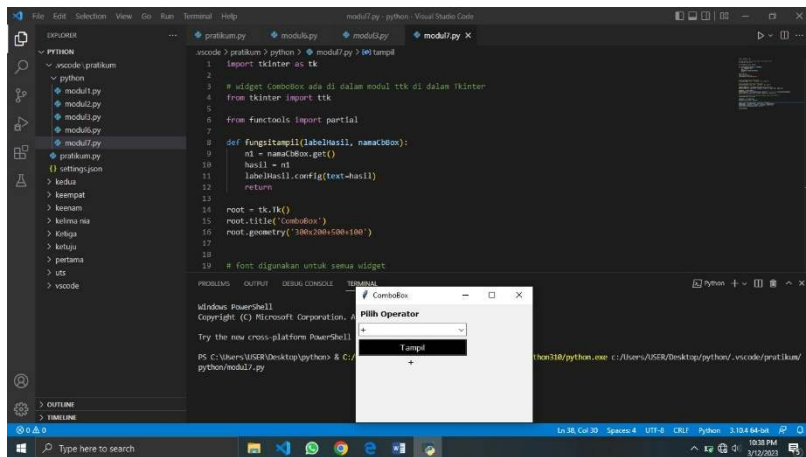 File Edit Selection View Go Run Terminal Help
modul7.py - python - Visual Studio Code
EXPLORER
PYTHON
.vscode\pratikum
python
modul1.py
modul2.py
modul3.py
modul6.py
modul7.py
pratikum.py
{} settings.json
kedua
keempat
keenam
kelima nia
Ketiga
ketuju
pertama
uts
vscode
OUTLINE
TIMELINE
pratikum.py modul6.py modul3.py modul7.py
.vscode > pratikum > python > modul7.py > tampil
1 import tkinter as tk
2
3 # widget ComboBox ada di dalam modul ttk di dalam Tkinter
4 from tkinter import ttk
5
6 from functools import partial
7
8 def fungsitampil(labelHasil, namaCbBox):
9 n1 = namaCbBox.get()
10 hasil = n1
11 labelHasil.config(text=hasil)
12 return
13
14 root = tk.Tk()
15 root.title('ComboBox')
16 root.geometry('300x200+500+100')
17
18
19 # font digunakan untuk semua widget
PROBLEMS OUTPUT DEBUG CONSOLE TERMINAL
Python
Windows PowerShell
Copyright (C) Microsoft Corporation. A
Try the new cross-platform PowerShell
PS C:\Users\USER\Desktop\python> & C:/
thon310/python.exe c:/Users/USER/Desktop/python/.vscode/pratikum/
python/modul7.py
ComboBox
Pilih Operator
+
Tampil
+
0 0
Ln 38, Col 30 Spaces: 4 UTF-8 CRLF Python 3.10.4 64-bit
Type here to search
10:38 PM
3/12/2023